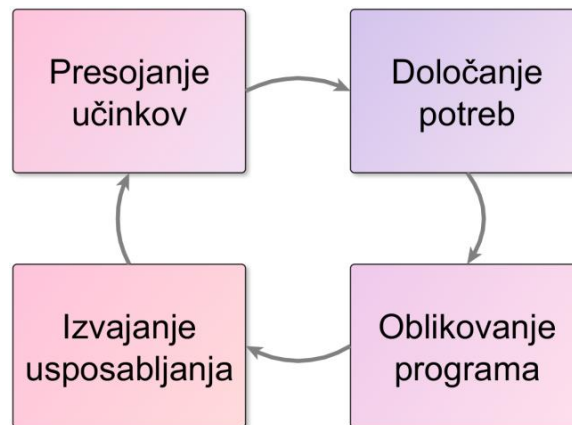 Presojanje
učinkov
Določanje
potreb
Izvajanje
usposabljanja
Oblikovanje
programa